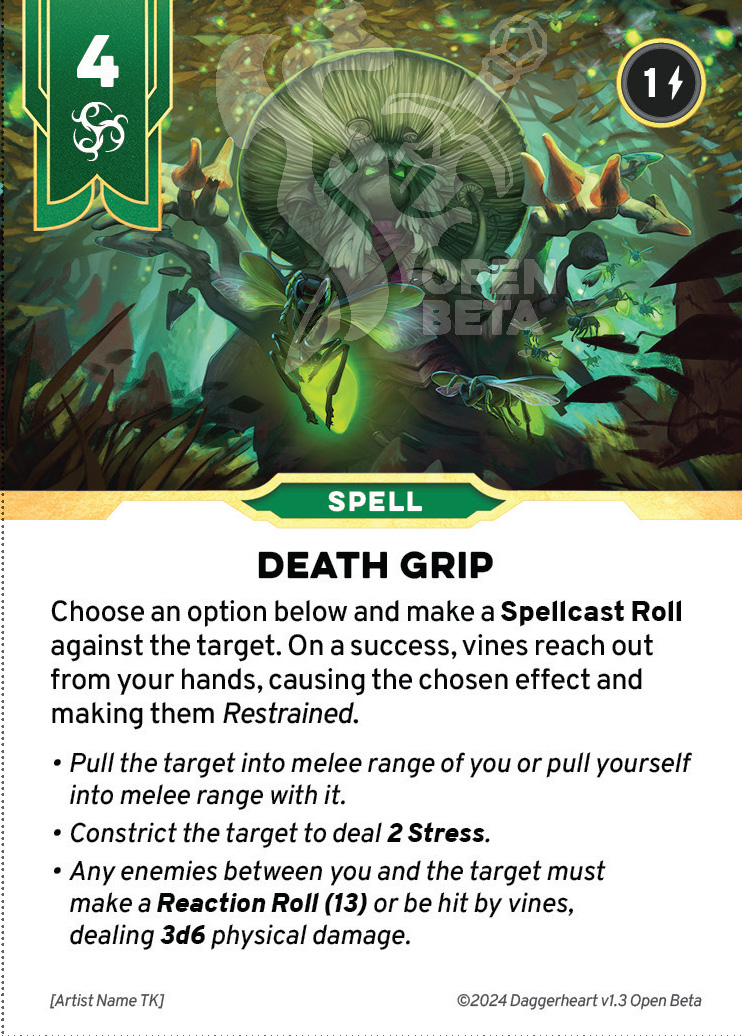 4
1
OPEN
BETA
SPELL
DEATH GRIP
Choose an option below and make a Spellcast Roll
against the target. On a success, vines reach out
from your hands, causing the chosen effect and
making them Restrained.
• Pull the target into melee range of you or pull yourself
into melee range with it.
• Constrict the target to deal 2 Stress.
• Any enemies between you and the target must
make a Reaction Roll (13) or be hit by vines,
dealing 3d6 physical damage.
[Artist Name TK]
©2024 Daggerheart v1.3 Open Beta